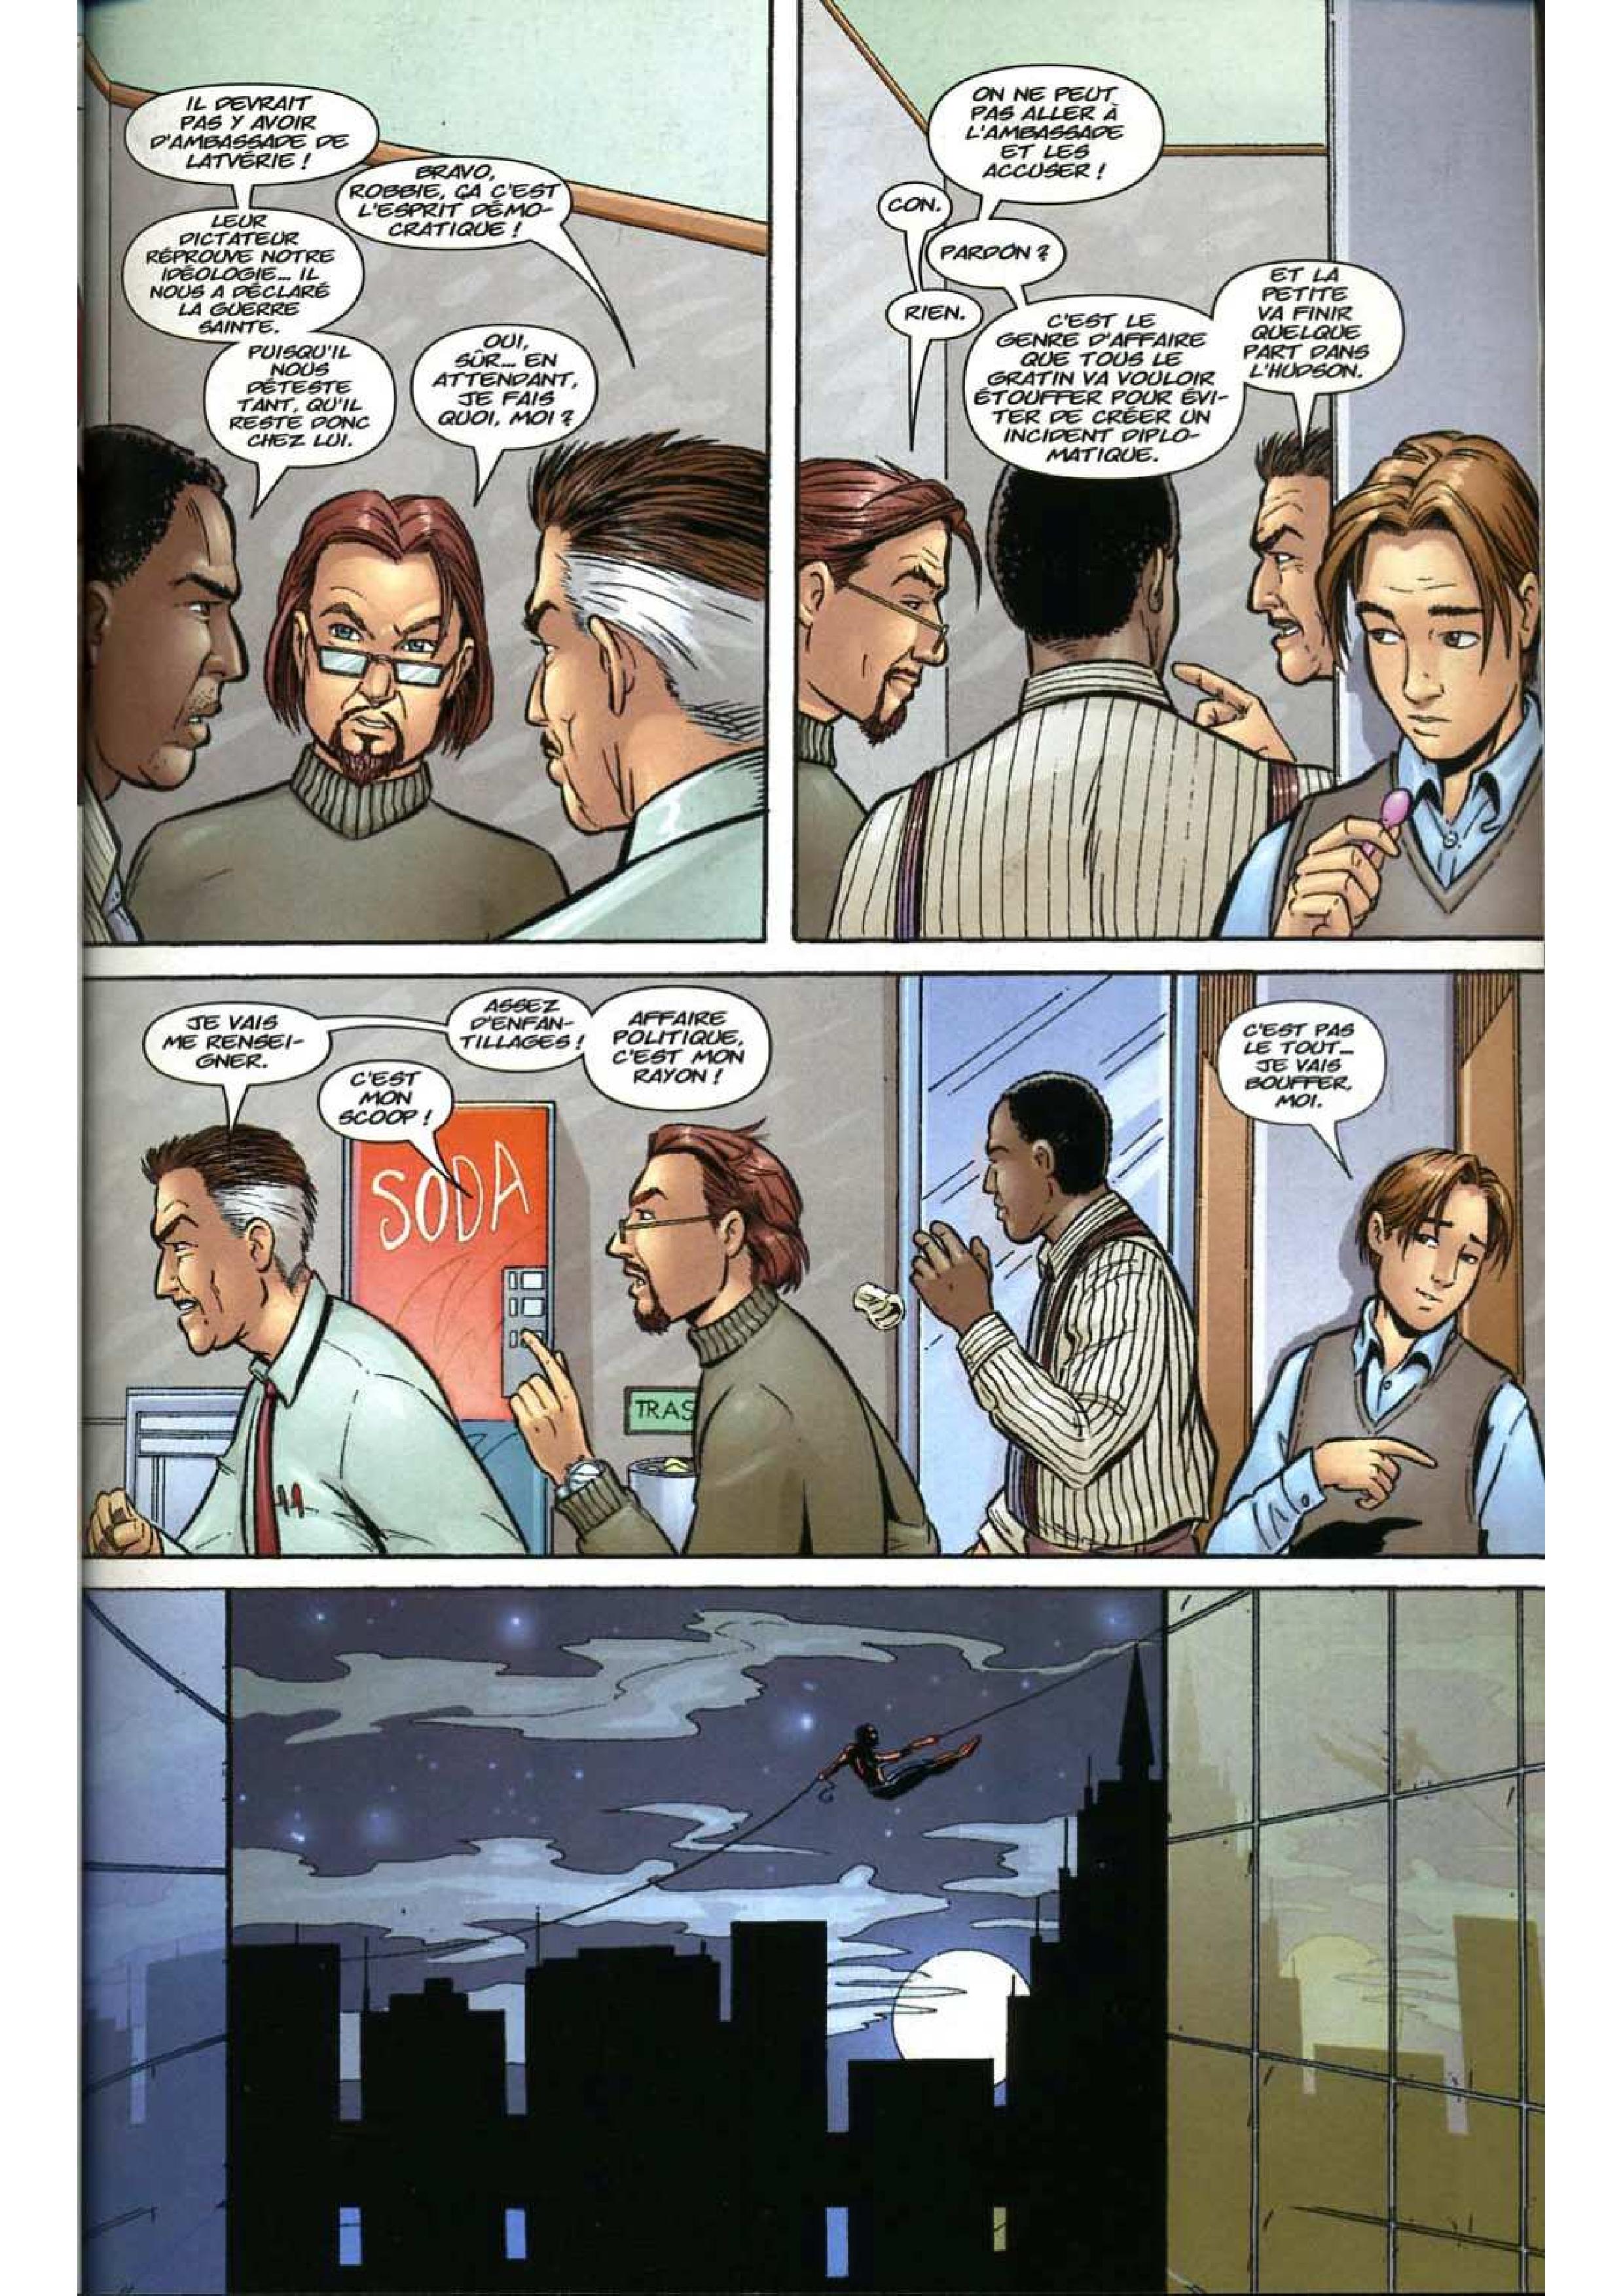 IL DEVRAIT
PAS Y AVOIR
D'AMBASSADE DE
LATVÉRIE !
LEUR
DICTATEUR
RÉPROUVE NOTRE
IDÉOLOGIE... IL
NOUS A DÉCLARÉ
LA GUERRE
SAINTE.
BRAVO,
ROBBIE, ÇA C'EST
L'ESPRIT DÉMO-
CRATIQUE !
PUISQU'IL
NOUS
DÉTESTE
TANT, QU'IL
RESTE DONC
CHEZ LUI.
OUI,
SÛR... EN
ATTENDANT,
JE FAIS
QUOI, MOI ?
ON NE PEUT
PAS ALLER À
L'AMBASSADE
ET LES
ACCUSER !
CON.
PARDON ?
RIEN.
C'EST LE
GENRE D'AFFAIRE
QUE TOUS LE
GRATIN VA VOULOIR
ÉTOUFFER POUR ÉVI-
TER DE CRÉER UN
INCIDENT DIPLO-
MATIQUE.
ET LA
PETITE
VA FINIR
QUELQUE
PART DANS
L'HUDSON.
JE VAIS
ME RENSEI-
GNER.
C'EST
MON
SCOOP !
ASSEZ
D'ENFAN-
TILLAGES !
AFFAIRE
POLITIQUE,
C'EST MON
RAYON !
C'EST PAS
LE TOUT...
JE VAIS
BOUFFER,
MOI.
SODA
TRAS